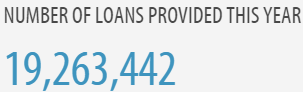 NUMBER OF LOANS PROVIDED THIS YEAR
19,263,442